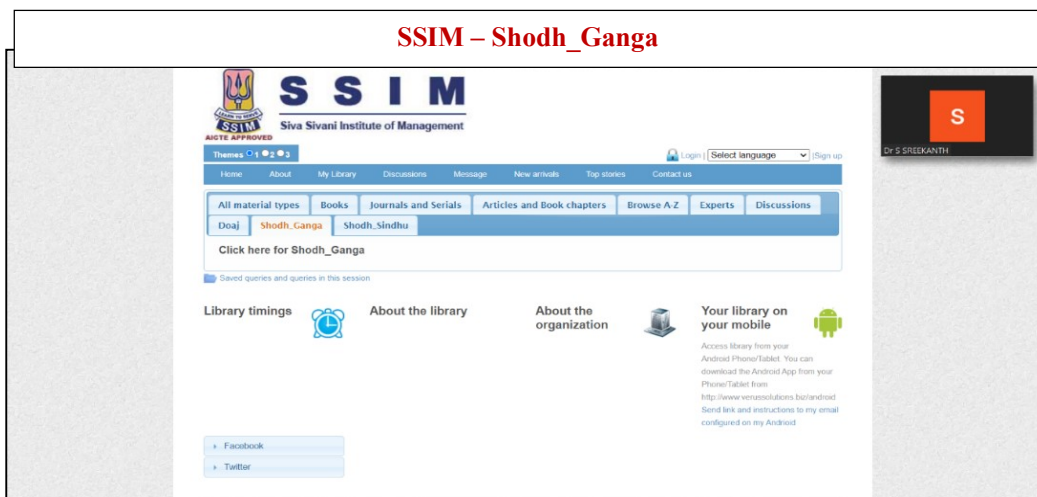 SSIM – Shodh_Ganga
LEARN TO SERVE
SSIM
AICTE APPROVED
S S I M
Siva Sivani Institute of Management
S
Dr S SREEKANTH
Themes 1 2 3
Login | Select language |Sign up
Home About My Library Discussions Message New arrivals Top stories Contact us
All material types Books Journals and Serials Articles and Book chapters Browse A-Z Experts Discussions
Doaj Shodh_Ganga Shodh_Sindhu
Click here for Shodh_Ganga
Saved queries and queries in this session
Library timings
About the library
About the
organization
Your library on
your mobile
Access library from your
Android Phone/Tablet. You can
download the Android App from your
Phone/Tablet from
http://www.verussolutions.biz/android
Send link and instructions to my email
configured on my Android
Facebook
Twitter